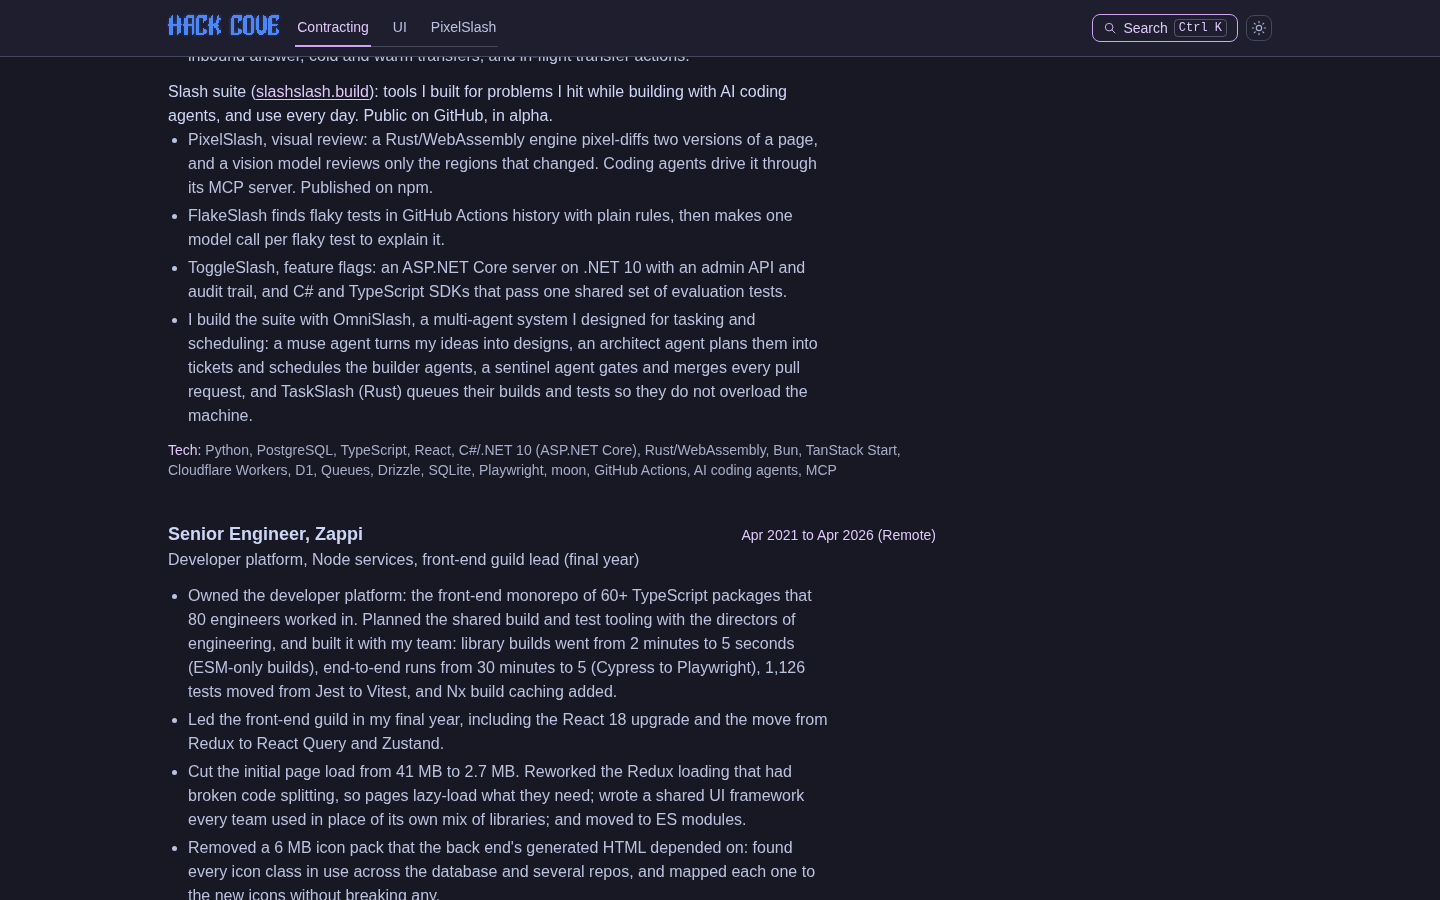 HACK COVE
Contracting
UI
PixelSlash
Search Ctrl K
inbound answer, cold and warm transfers, and in-flight transfer actions.
Slash suite (slashslash.build): tools I built for problems I hit while building with AI coding
agents, and use every day. Public on GitHub, in alpha.
• PixelSlash, visual review: a Rust/WebAssembly engine pixel-diffs two versions of a page,
and a vision model reviews only the regions that changed. Coding agents drive it through
its MCP server. Published on npm.
• FlakeSlash finds flaky tests in GitHub Actions history with plain rules, then makes one
model call per flaky test to explain it.
• ToggleSlash, feature flags: an ASP.NET Core server on .NET 10 with an admin API and
audit trail, and C# and TypeScript SDKs that pass one shared set of evaluation tests.
• I build the suite with OmniSlash, a multi-agent system I designed for tasking and
scheduling: a muse agent turns my ideas into designs, an architect agent plans them into
tickets and schedules the builder agents, a sentinel agent gates and merges every pull
request, and TaskSlash (Rust) queues their builds and tests so they do not overload the
machine.
Tech: Python, PostgreSQL, TypeScript, React, C#/.NET 10 (ASP.NET Core), Rust/WebAssembly, Bun, TanStack Start,
Cloudflare Workers, D1, Queues, Drizzle, SQLite, Playwright, moon, GitHub Actions, AI coding agents, MCP
Senior Engineer, Zappi
Apr 2021 to Apr 2026 (Remote)
Developer platform, Node services, front-end guild lead (final year)
• Owned the developer platform: the front-end monorepo of 60+ TypeScript packages that
80 engineers worked in. Planned the shared build and test tooling with the directors of
engineering, and built it with my team: library builds went from 2 minutes to 5 seconds
(ESM-only builds), end-to-end runs from 30 minutes to 5 (Cypress to Playwright), 1,126
tests moved from Jest to Vitest, and Nx build caching added.
• Led the front-end guild in my final year, including the React 18 upgrade and the move from
Redux to React Query and Zustand.
• Cut the initial page load from 41 MB to 2.7 MB. Reworked the Redux loading that had
broken code splitting, so pages lazy-load what they need; wrote a shared UI framework
every team used in place of its own mix of libraries; and moved to ES modules.
• Removed a 6 MB icon pack that the back end's generated HTML depended on: found
every icon class in use across the database and several repos, and mapped each one to
the new icons without breaking any.